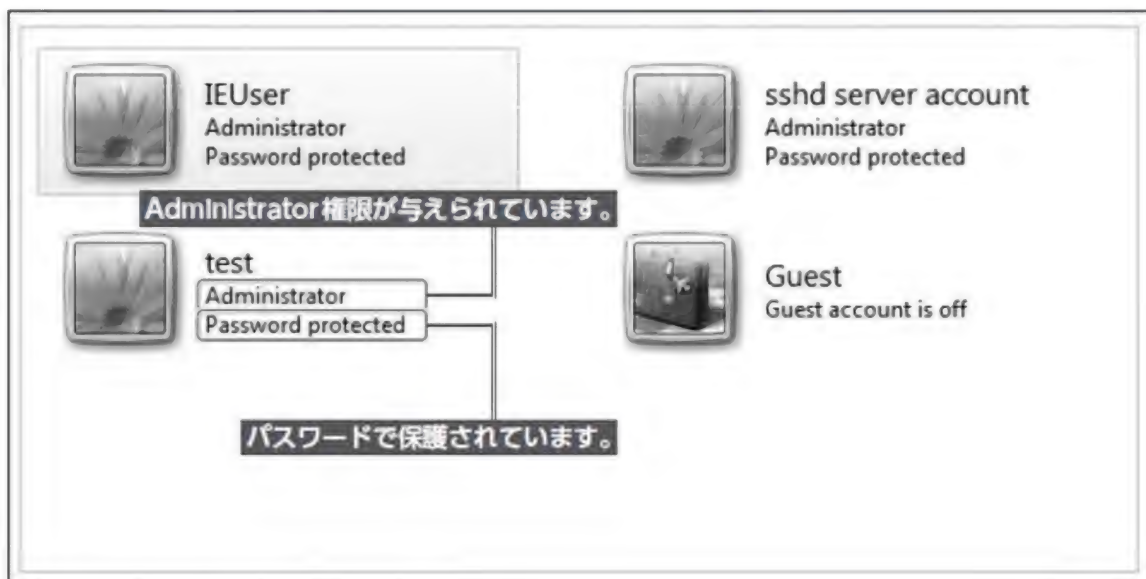 IEUser
Administrator
Password protected
sshd server account
Administrator
Password protected
Administrator権限が与えられています。
test
Administrator
Password protected
Guest
Guest account is off
パスワードで保護されています。